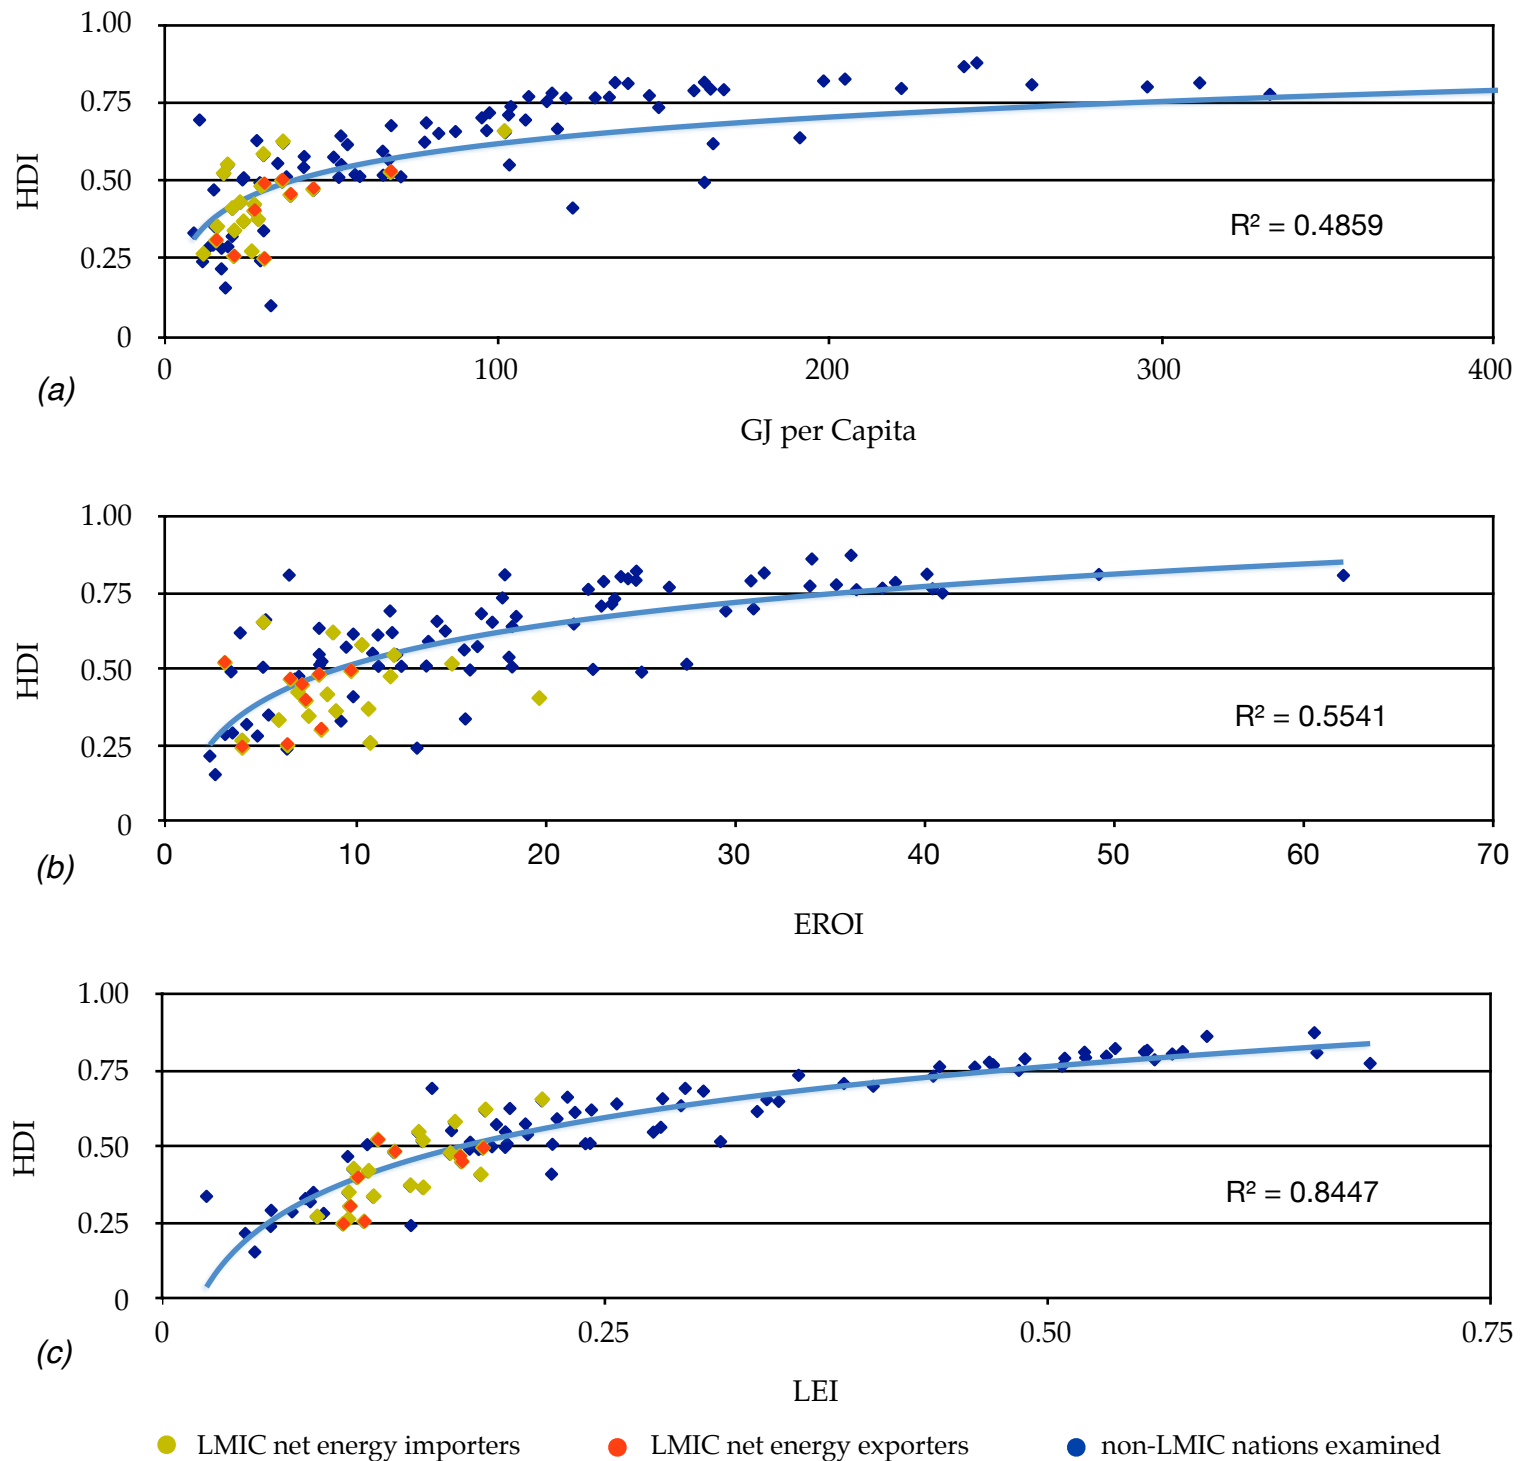 1.00
0.75
HDI
0.50
R² = 0.4859
0.25
0
0 100 200 300 400
(a)
GJ per Capita
1.00
0.75
HDI
0.50
R² = 0.5541
0.25
0
0 10 20 30 40 50 60 70
(b)
EROI
1.00
0.75
HDI
0.50
R² = 0.8447
0.25
0
0 0.25 0.50 0.75
(c)
LEI
LMIC net energy importers LMIC net energy exporters non-LMIC nations examined